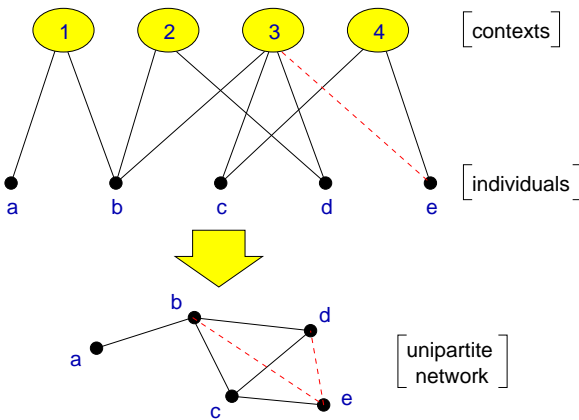 1 2 3 4 [contexts]
a b c d e [individuals]
b d
a
c e
[unipartite
network]